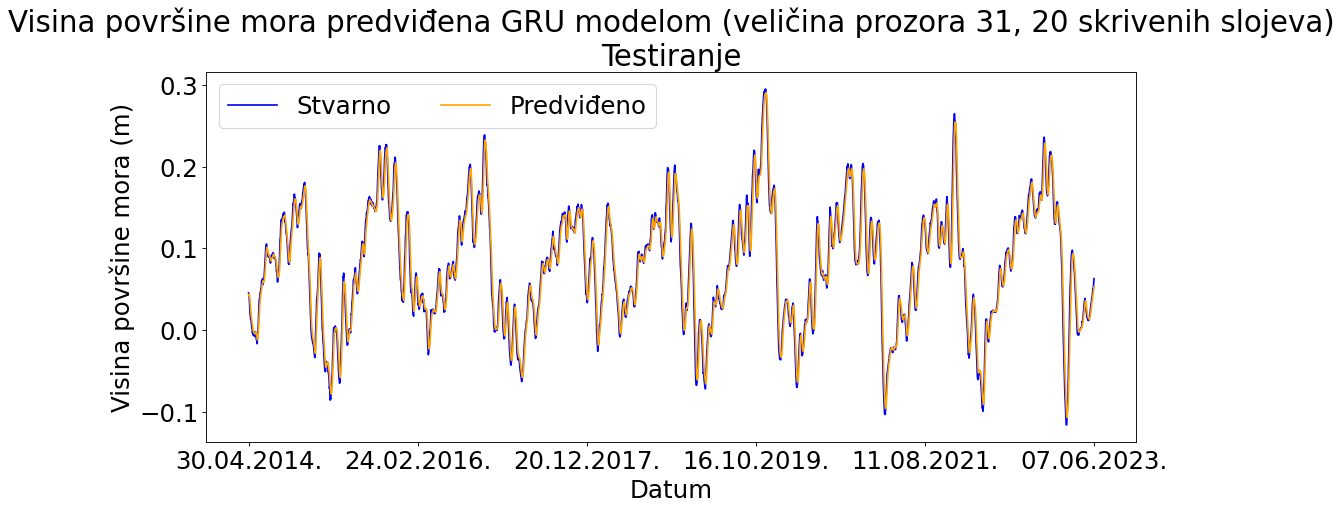 Visina površine mora predviđena GRU modelom (veličina prozora 31, 20 skrivenih slojeva)
Testiranje
Stvarno Predviđeno
Visina površine mora (m)
0.3
0.2
0.1
0.0
−0.1
30.04.2014. 24.02.2016. 20.12.2017. 16.10.2019. 11.08.2021. 07.06.2023.
Datum